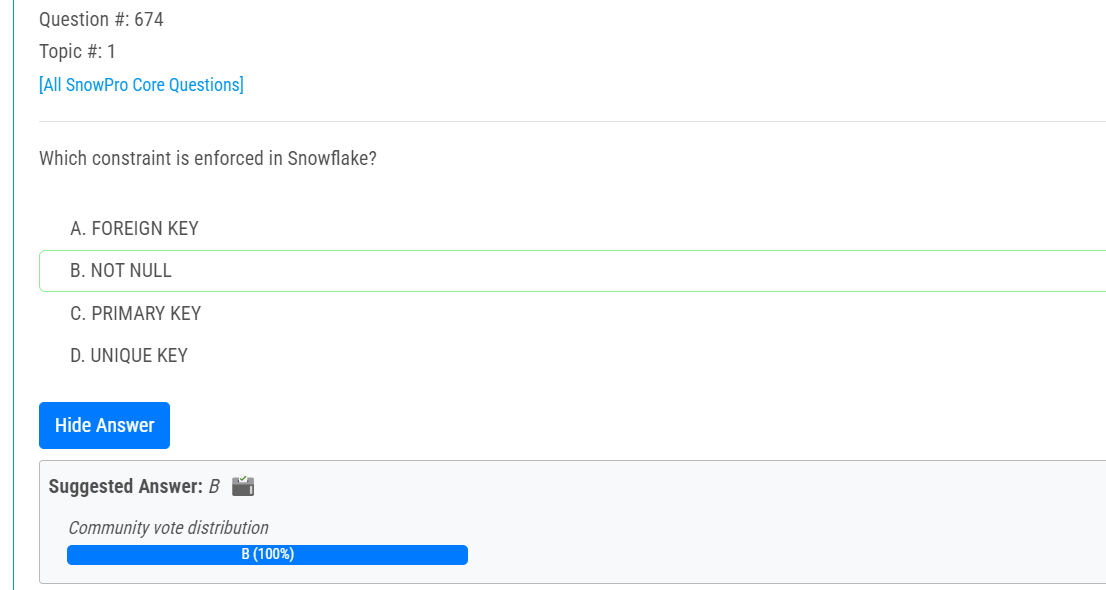 Question #: 674
Topic #: 1
[All SnowPro Core Questions]
Which constraint is enforced in Snowflake?
A. FOREIGN KEY
B. NOT NULL
C. PRIMARY KEY
D. UNIQUE KEY
Hide Answer
Suggested Answer: B
Community vote distribution
B (100%)